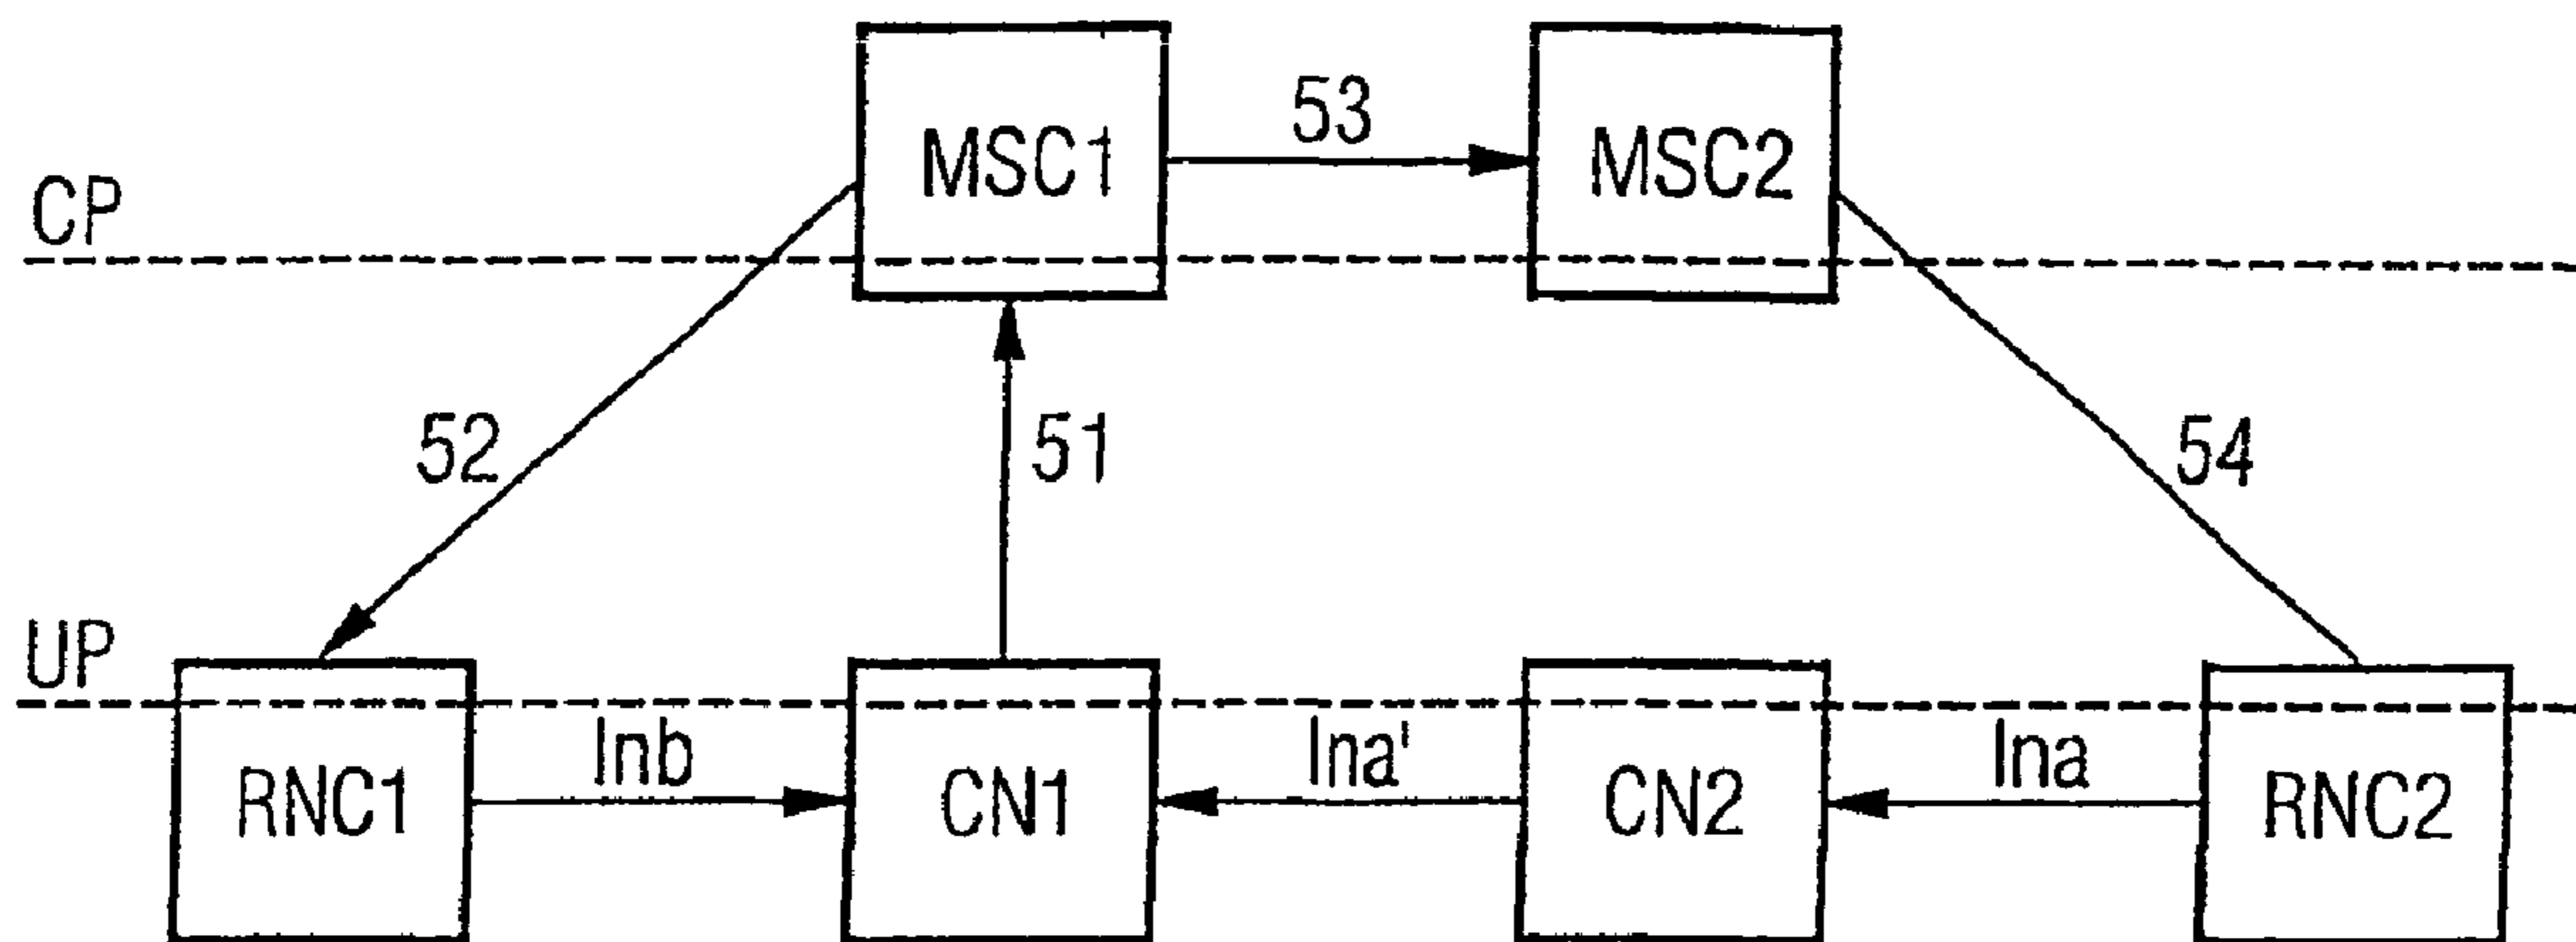 53
MSC1 MSC2
CP
52 51 54
UP
Inb Ina' Ina
RNC1 CN1 CN2 RNC2